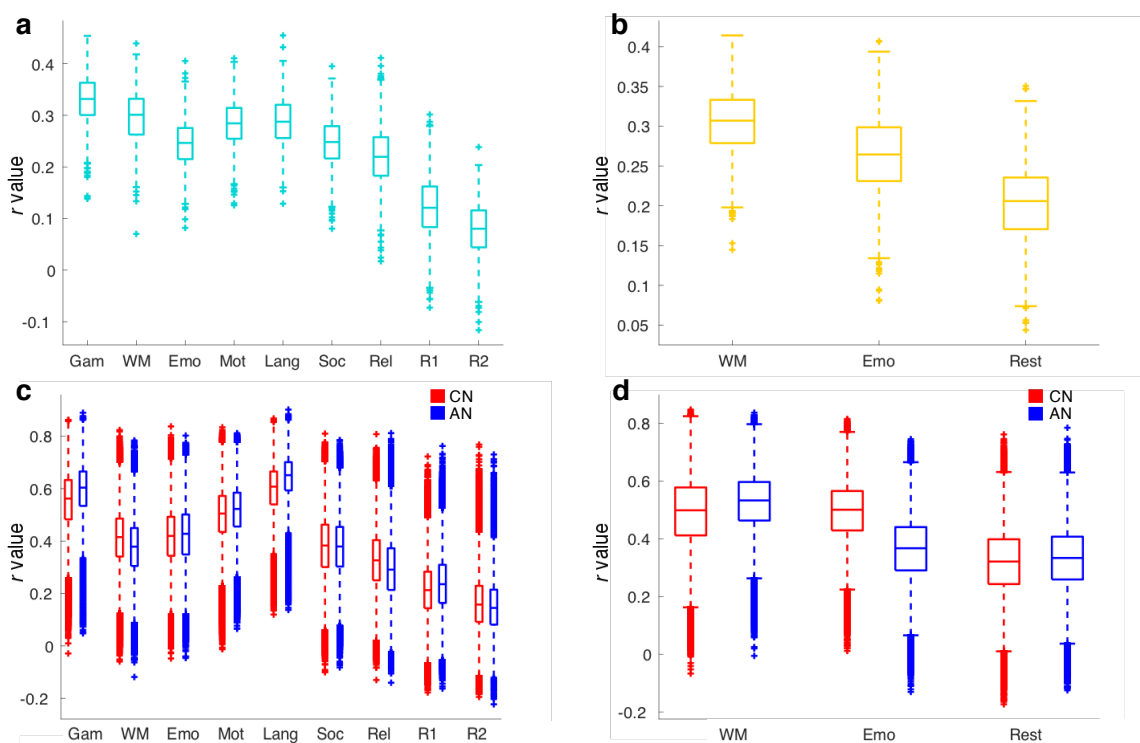 a
0.4
0.3
0.2
0.1
0
-0.1
r value
Gam WM Emo Mot Lang Soc Rel R1 R2
b
0.4
0.35
0.3
0.25
0.2
0.15
0.1
0.05
r value
WM Emo Rest
c
CN
AN
0.8
0.6
0.4
0.2
0
-0.2
r value
Gam WM Emo Mot Lang Soc Rel R1 R2
d
CN
AN
0.8
0.6
0.4
0.2
0
-0.2
r value
WM Emo Rest